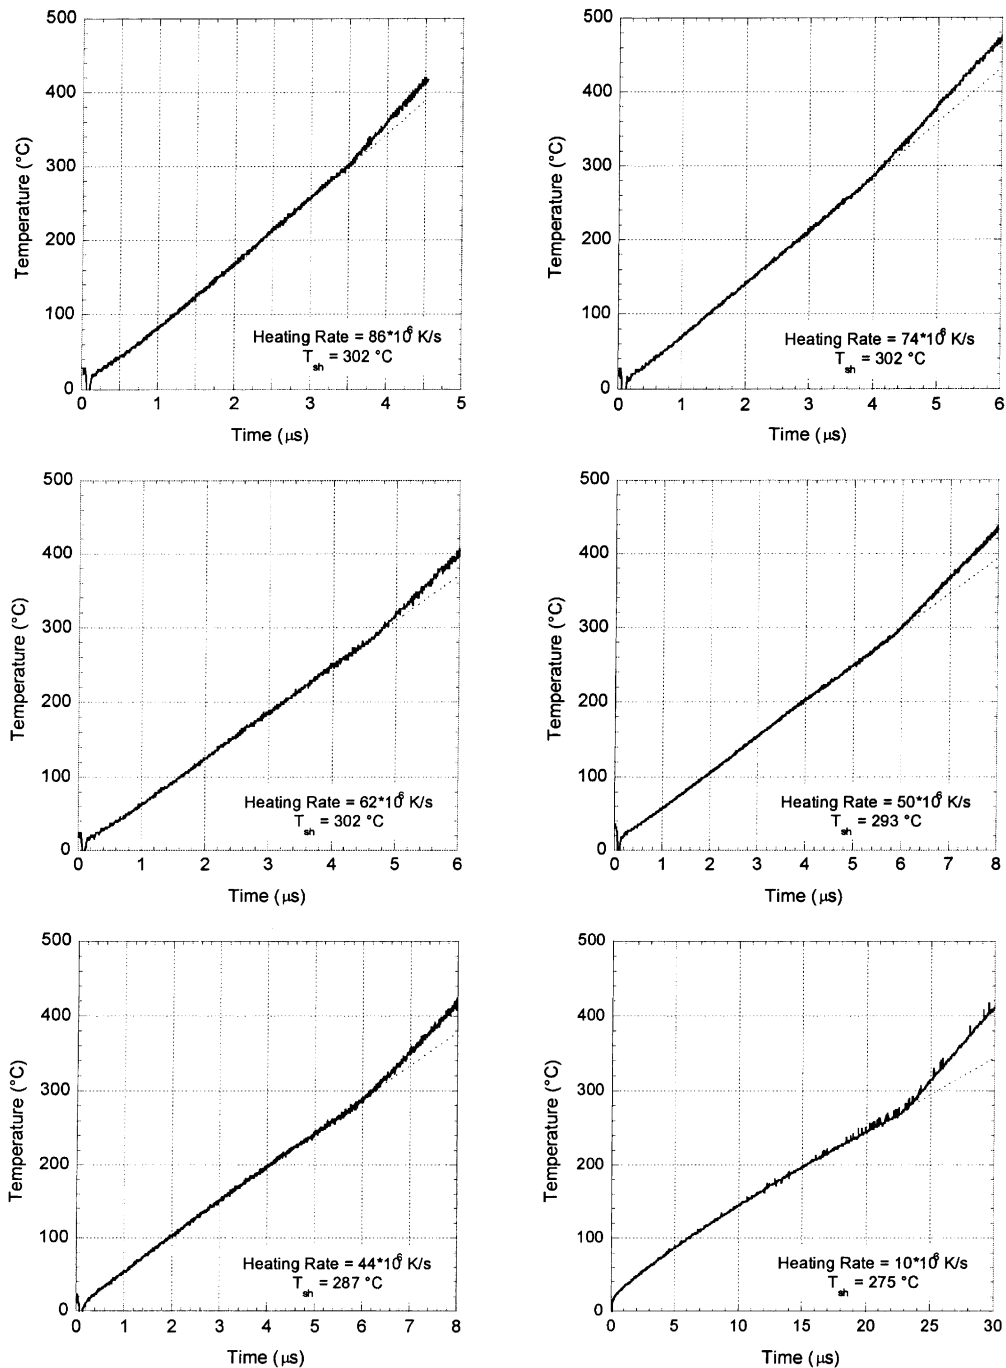 500
400
300
200
100
0
Temperature (°C)
Heating Rate = 86*10⁶ K/s
T_sh = 302 °C
0 1 2 3 4 5
Time (μs)
500
400
300
200
100
0
Temperature (°C)
Heating Rate = 74*10⁶ K/s
T_sh = 302 °C
0 1 2 3 4 5 6
Time (μs)
500
400
300
200
100
0
Temperature (°C)
Heating Rate = 62*10⁶ K/s
T_sh = 302 °C
0 1 2 3 4 5 6
Time (μs)
500
400
300
200
100
0
Temperature (°C)
Heating Rate = 50*10⁶ K/s
T_sh = 293 °C
0 1 2 3 4 5 6 7 8
Time (μs)
500
400
300
200
100
0
Temperature (°C)
Heating Rate = 44*10⁶ K/s
T_sh = 287 °C
0 1 2 3 4 5 6 7 8
Time (μs)
500
400
300
200
100
0
Temperature (°C)
Heating Rate = 10*10⁶ K/s
T_sh = 275 °C
0 5 10 15 20 25 30
Time (μs)